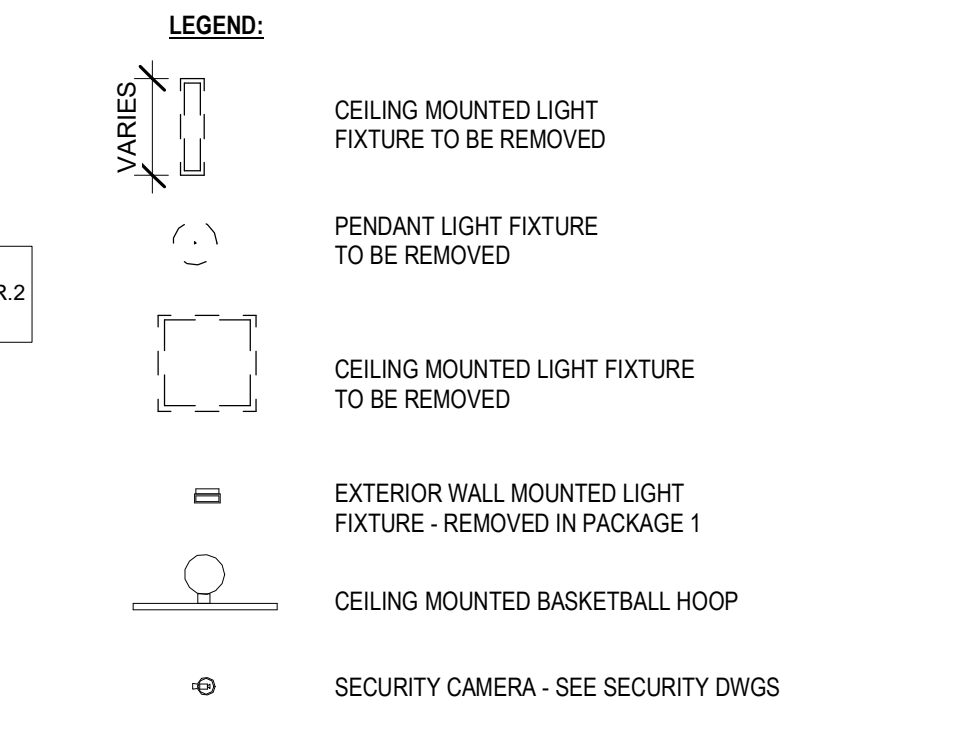 LEGEND:
VARIES
CEILING MOUNTED LIGHT
FIXTURE TO BE REMOVED
PENDANT LIGHT FIXTURE
TO BE REMOVED
R.2
CEILING MOUNTED LIGHT FIXTURE
TO BE REMOVED
EXTERIOR WALL MOUNTED LIGHT
FIXTURE - REMOVED IN PACKAGE 1
CEILING MOUNTED BASKETBALL HOOP
SECURITY CAMERA - SEE SECURITY DWGS